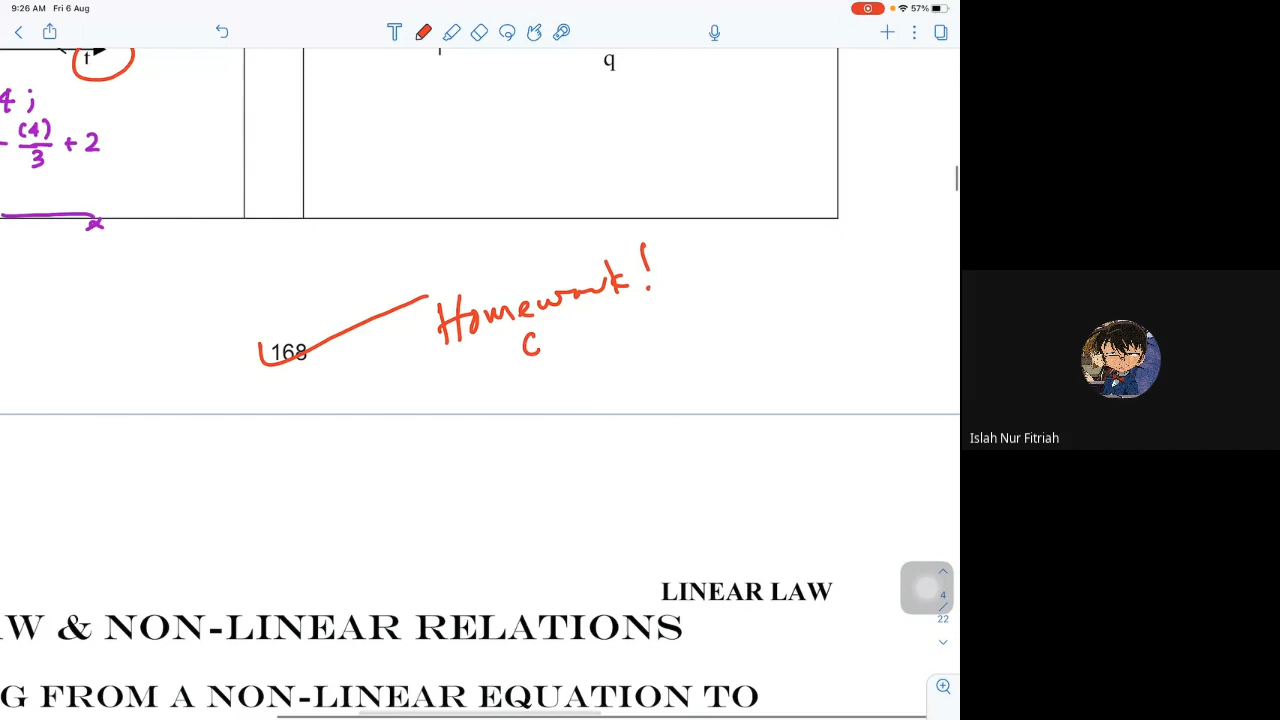 9:26 AM Fri 6 Aug
57%
T
t
q
4 ;
- (4)/3 + 2
x
Homework!
C
168
Islah Nur Fitriah
LINEAR LAW
4
/
22
W & NON-LINEAR RELATIONS
G FROM A NON-LINEAR EQUATION TO